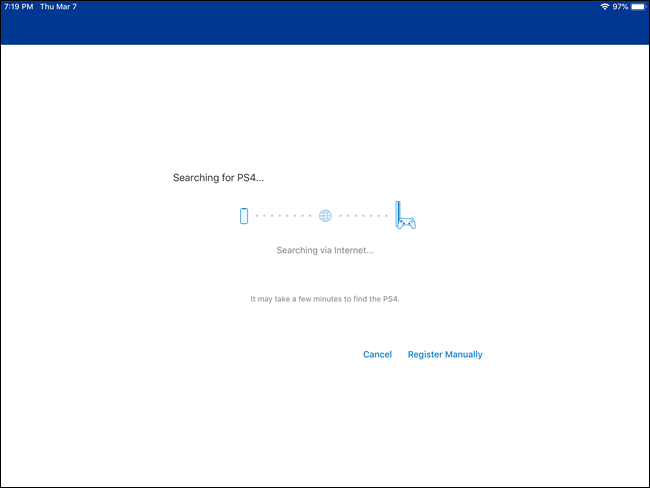 7:19 PM Thu Mar 7 97%
Searching for PS4...
Searching via Internet...
It may take a few minutes to find the PS4.
Cancel Register Manually